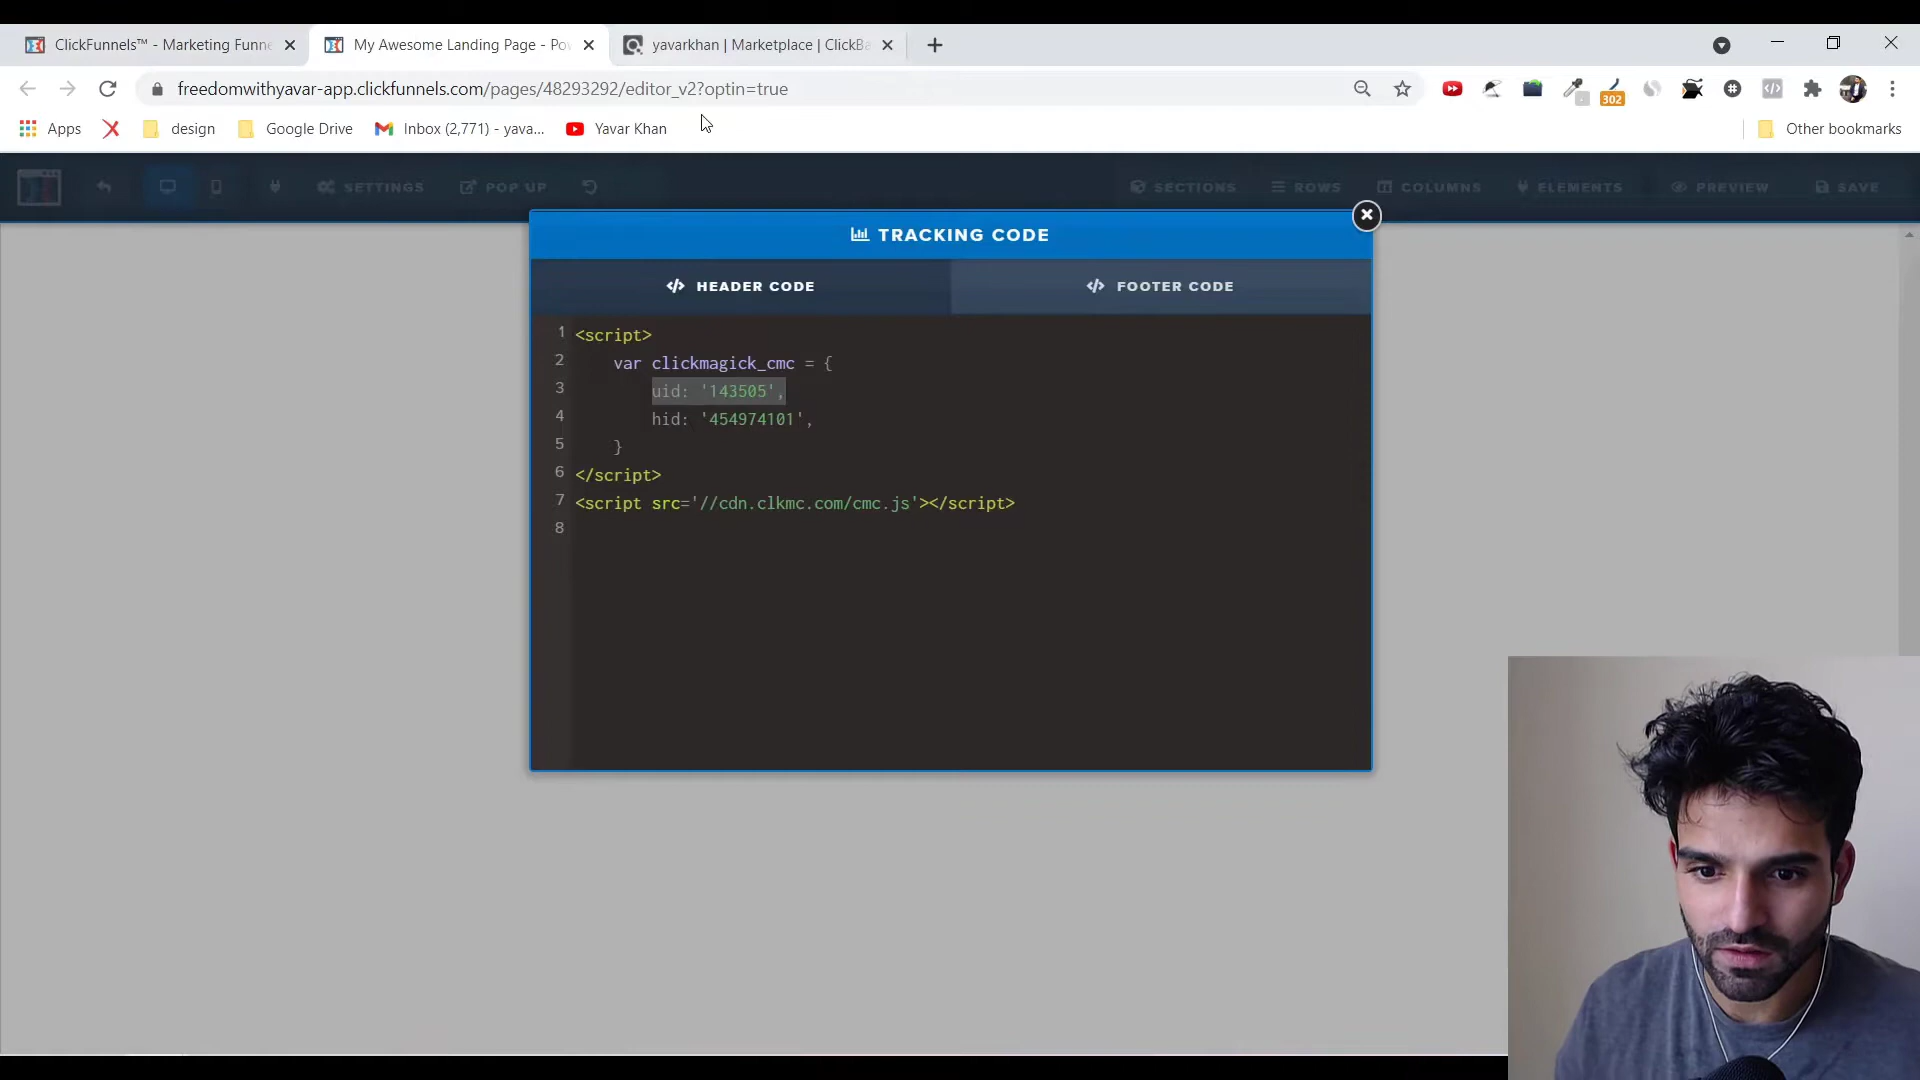 ClickFunnels™ - Marketing Funne
My Awesome Landing Page - Po
yavarkhan | Marketplace | ClickBa
freedomwithyavar-app.clickfunnels.com/pages/48293292/editor_v2?optin=true
302
Apps
design
Google Drive
Inbox (2,771) - yava...
Yavar Khan
Other bookmarks
SETTINGS
POP UP
SECTIONS
ROWS
COLUMNS
ELEMENTS
PREVIEW
SAVE
TRACKING CODE
HEADER CODE
FOOTER CODE
1 <script>
2 var clickmagick_cmc = {
3 uid: '143505',
4 hid: '454974101',
5 }
6 </script>
7 <script src='//cdn.clkmc.com/cmc.js'></script>
8